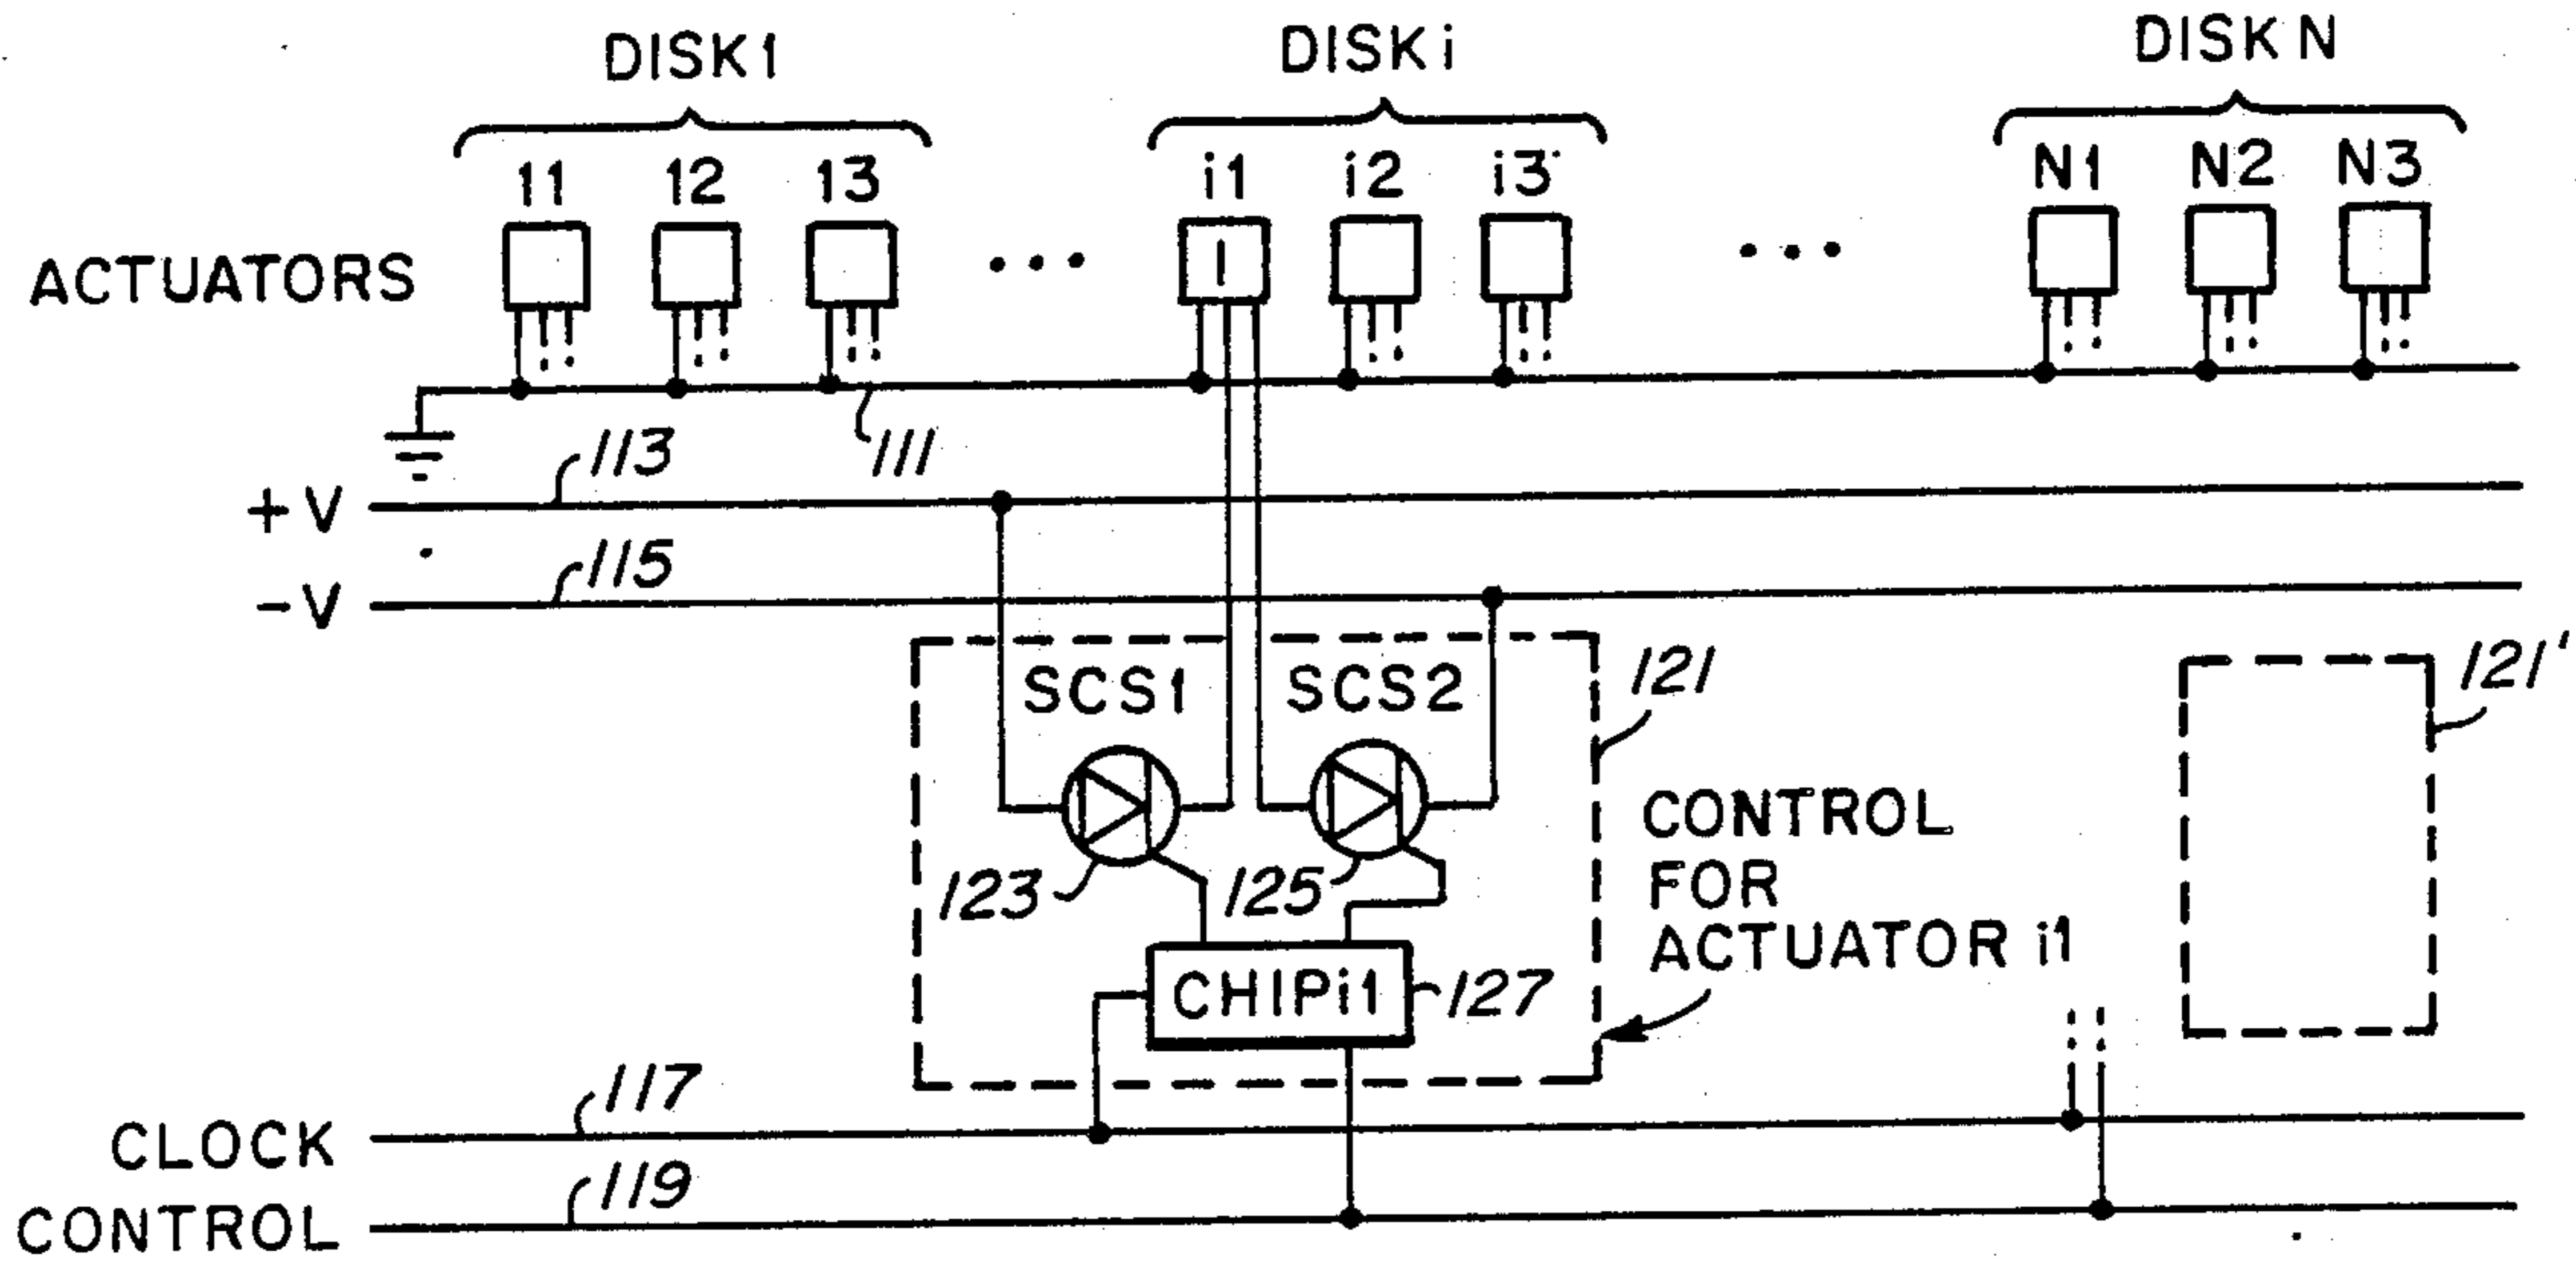 DISK1 DISKi DISKN
11 12 13 i1 i2 i3 N1 N2 N3
ACTUATORS
111
113
+V
115
-V
SCS1 SCS2 121 121'
123 125
CONTROL
FOR
ACTUATOR i1
CHIPi1 127
117
CLOCK
119
CONTROL